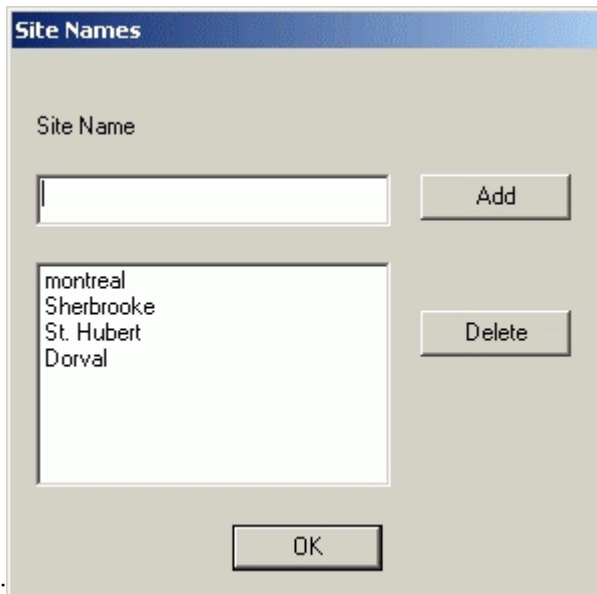 Site Names
Site Name
Add
montreal
Sherbrooke
St. Hubert
Dorval
Delete
OK
.